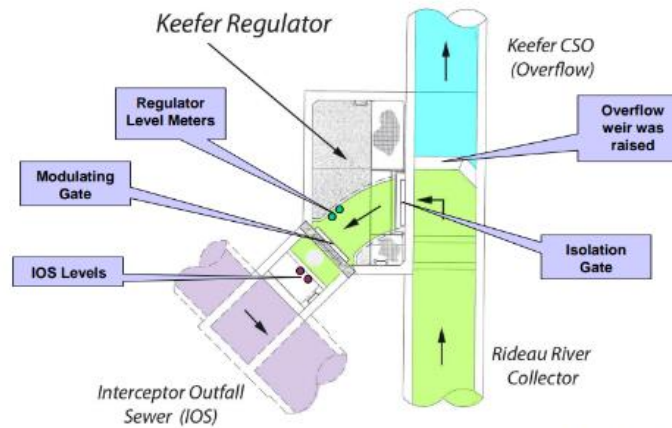 Keefer Regulator
Keefer CSO
(Overflow)
Regulator
Level Meters
Overflow
weir was
raised
Modulating
Gate
IOS Levels
Isolation
Gate
Rideau River
Collector
Interceptor Outfall
Sewer (IOS)